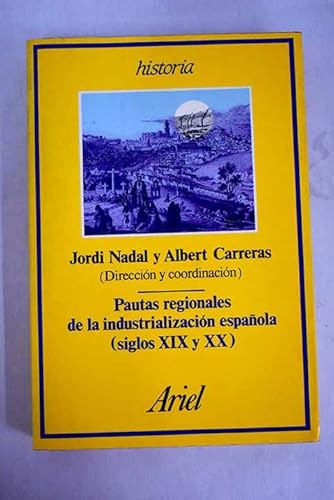 historia
Jordi Nadal y Albert Carreras
(Dirección y coordinación)
Pautas regionales
de la industrialización española
(siglos XIX y XX)
Ariel